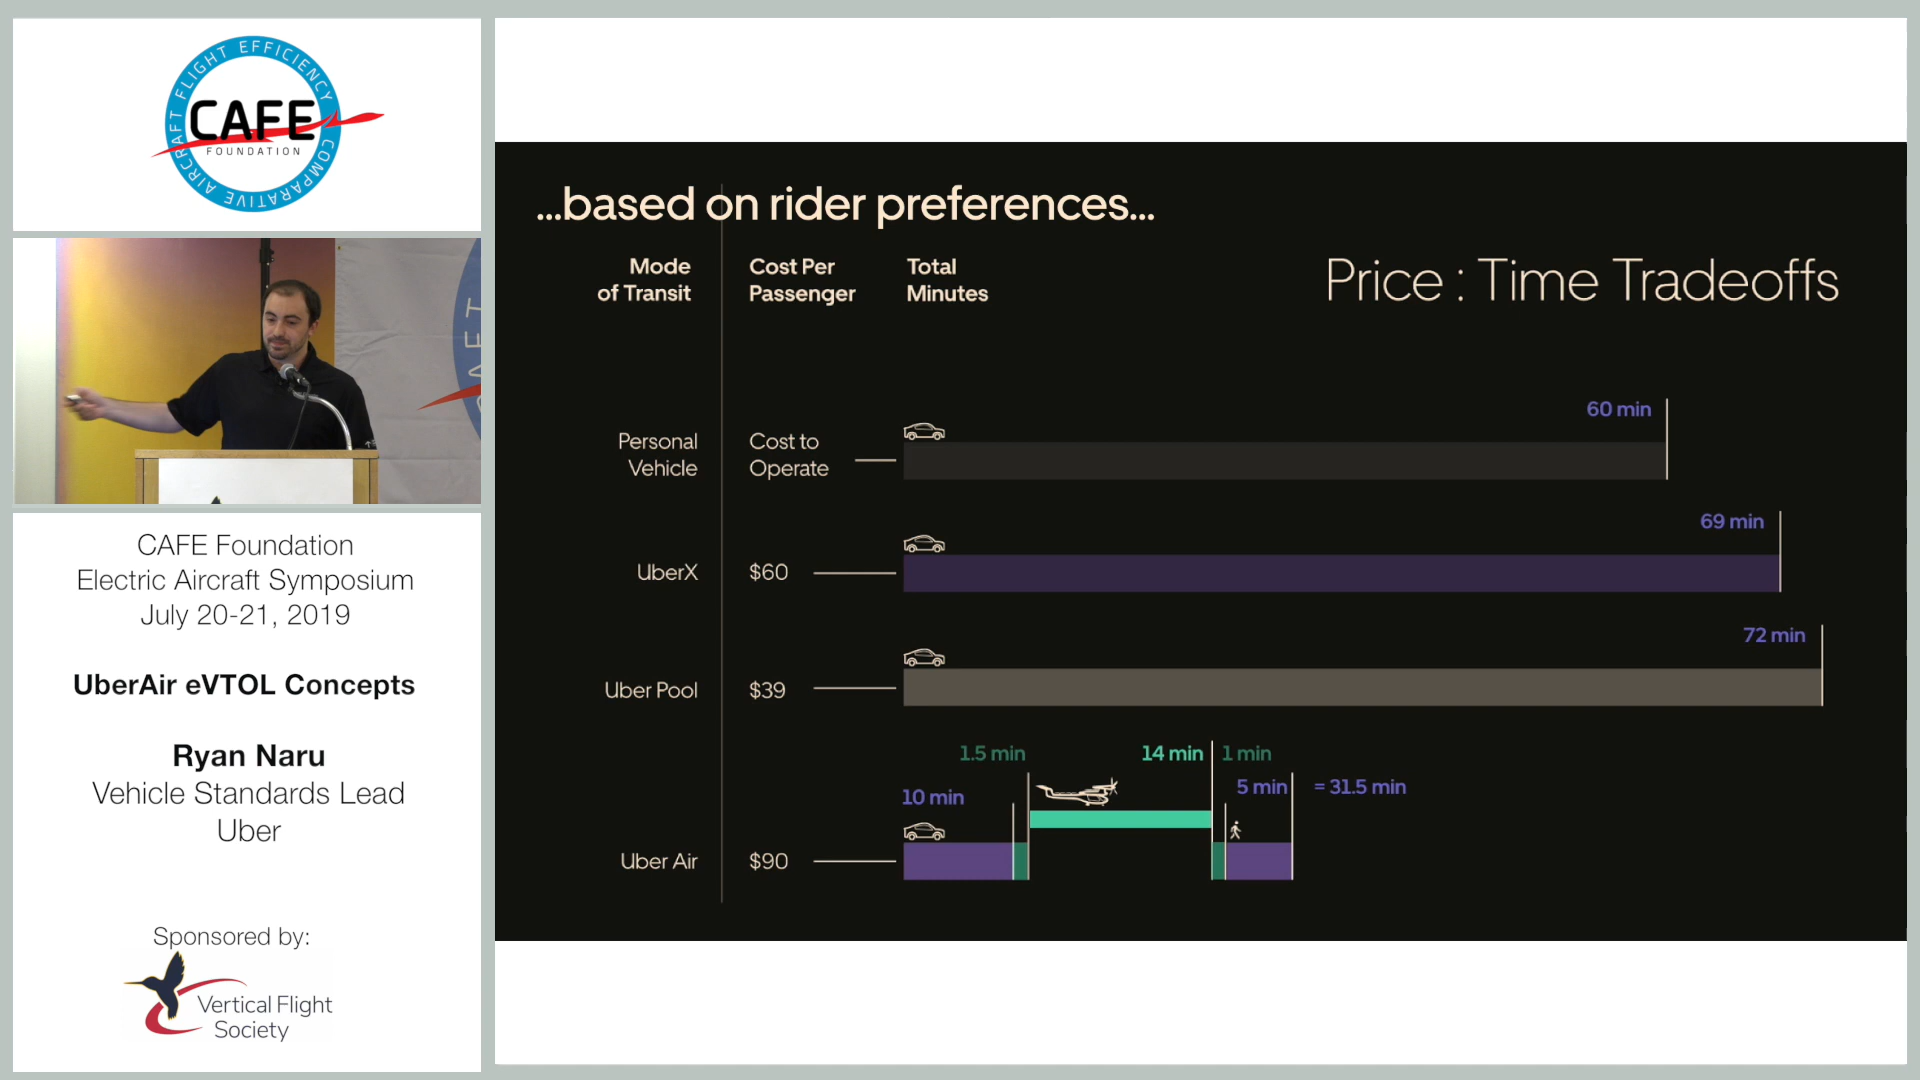 COMPARATIVE AIRCRAFT FLIGHT EFFICIENCY
CAFE
FOUNDATION
CAFE Foundation
Electric Aircraft Symposium
July 20-21, 2019
UberAir eVTOL Concepts
Ryan Naru
Vehicle Standards Lead
Uber
Sponsored by:
Vertical Flight
Society
...based on rider preferences...
Price : Time Tradeoffs
Mode
of Transit
Cost Per
Passenger
Total
Minutes
Personal
Vehicle
Cost to
Operate
60 min
UberX
$60
69 min
Uber Pool
$39
72 min
Uber Air
$90
10 min
1.5 min
14 min
1 min
5 min
= 31.5 min